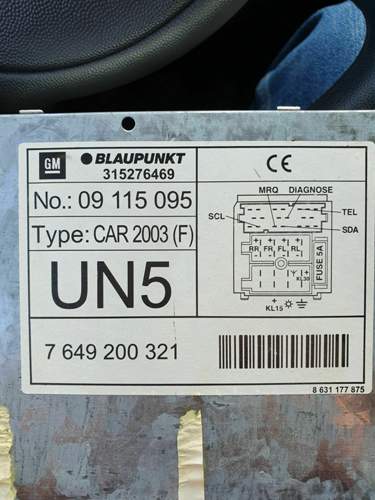 GM BLAUPUNKT
315276469
No.: 09 115 095
Type: CAR 2003 (F)
UN5
7 649 200 321
CE
MRQ DIAGNOSE
SCL TEL
SDA
RR FR FL RL
FUSE 5A
KL30
KL15
8 631 177 875